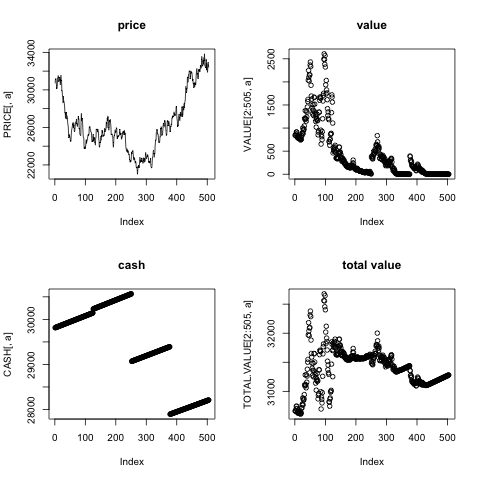 price
PRICE[, a]
22000 26000 30000 34000
0 100 200 300 400 500
Index
value
VALUE[2:505, a]
0 500 1500 2500
0 100 200 300 400 500
Index
cash
CASH[, a]
28000 29000 30000
0 100 200 300 400 500
Index
total value
TOTAL.VALUE[2:505, a]
31000 32000
0 100 200 300 400 500
Index